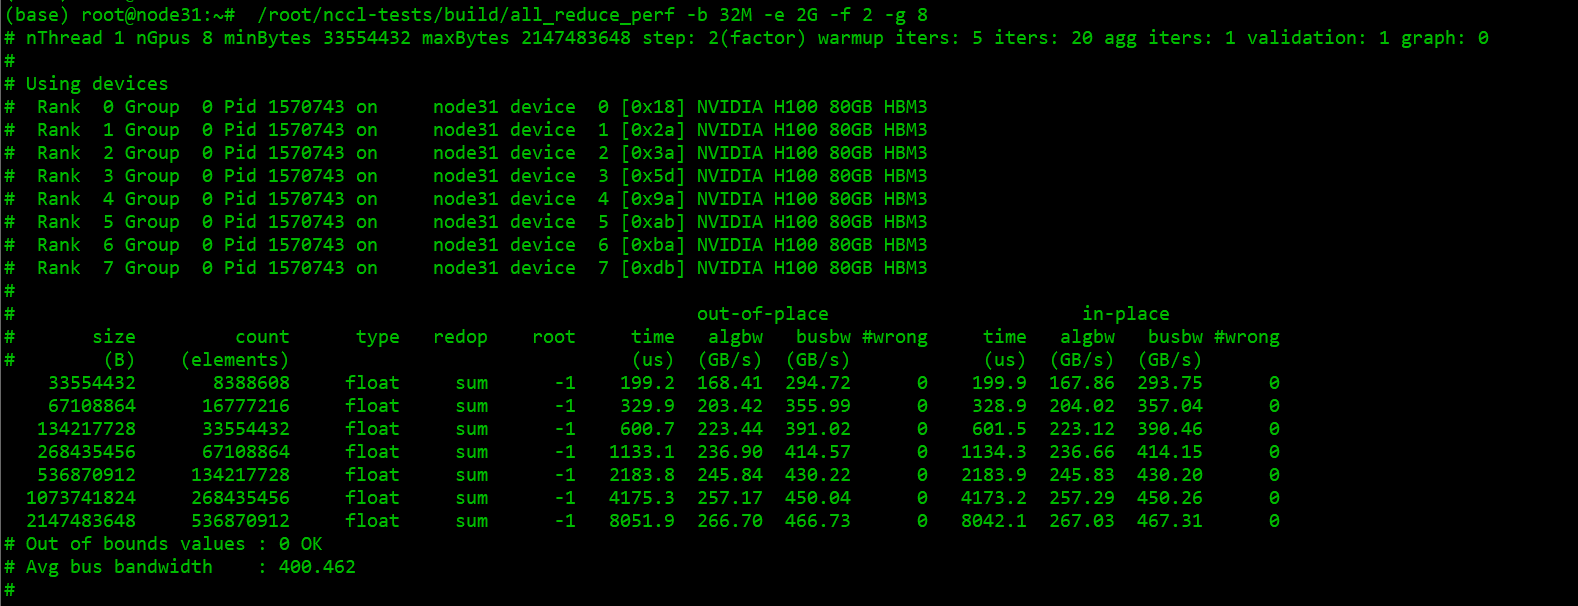 (base) root@node31:~#  /root/nccl-tests/build/all_reduce_perf -b 32M -e 2G -f 2 -g 8
# nThread 1 nGpus 8 minBytes 33554432 maxBytes 2147483648 step: 2(factor) warmup iters: 5 iters: 20 agg iters: 1 validation: 1 graph: 0
#
# Using devices
#  Rank  0 Group  0 Pid 1570743 on     node31 device  0 [0x18] NVIDIA H100 80GB HBM3
#  Rank  1 Group  0 Pid 1570743 on     node31 device  1 [0x2a] NVIDIA H100 80GB HBM3
#  Rank  2 Group  0 Pid 1570743 on     node31 device  2 [0x3a] NVIDIA H100 80GB HBM3
#  Rank  3 Group  0 Pid 1570743 on     node31 device  3 [0x5d] NVIDIA H100 80GB HBM3
#  Rank  4 Group  0 Pid 1570743 on     node31 device  4 [0x9a] NVIDIA H100 80GB HBM3
#  Rank  5 Group  0 Pid 1570743 on     node31 device  5 [0xab] NVIDIA H100 80GB HBM3
#  Rank  6 Group  0 Pid 1570743 on     node31 device  6 [0xba] NVIDIA H100 80GB HBM3
#  Rank  7 Group  0 Pid 1570743 on     node31 device  7 [0xdb] NVIDIA H100 80GB HBM3
#
#                                                              out-of-place                       in-place
#       size         count      type   redop    root     time   algbw   busbw #wrong     time   algbw   busbw #wrong
#        (B)    (elements)                               (us)  (GB/s)  (GB/s)            (us)  (GB/s)  (GB/s)
    33554432       8388608     float     sum      -1    199.2  168.41  294.72      0    199.9  167.86  293.75      0
    67108864      16777216     float     sum      -1    329.9  203.42  355.99      0    328.9  204.02  357.04      0
   134217728      33554432     float     sum      -1    600.7  223.44  391.02      0    601.5  223.12  390.46      0
   268435456      67108864     float     sum      -1   1133.1  236.90  414.57      0   1134.3  236.66  414.15      0
   536870912     134217728     float     sum      -1   2183.8  245.84  430.22      0   2183.9  245.83  430.20      0
  1073741824     268435456     float     sum      -1   4175.3  257.17  450.04      0   4173.2  257.29  450.26      0
  2147483648     536870912     float     sum      -1   8051.9  266.70  466.73      0   8042.1  267.03  467.31      0
# Out of bounds values : 0 OK
# Avg bus bandwidth    : 400.462
#